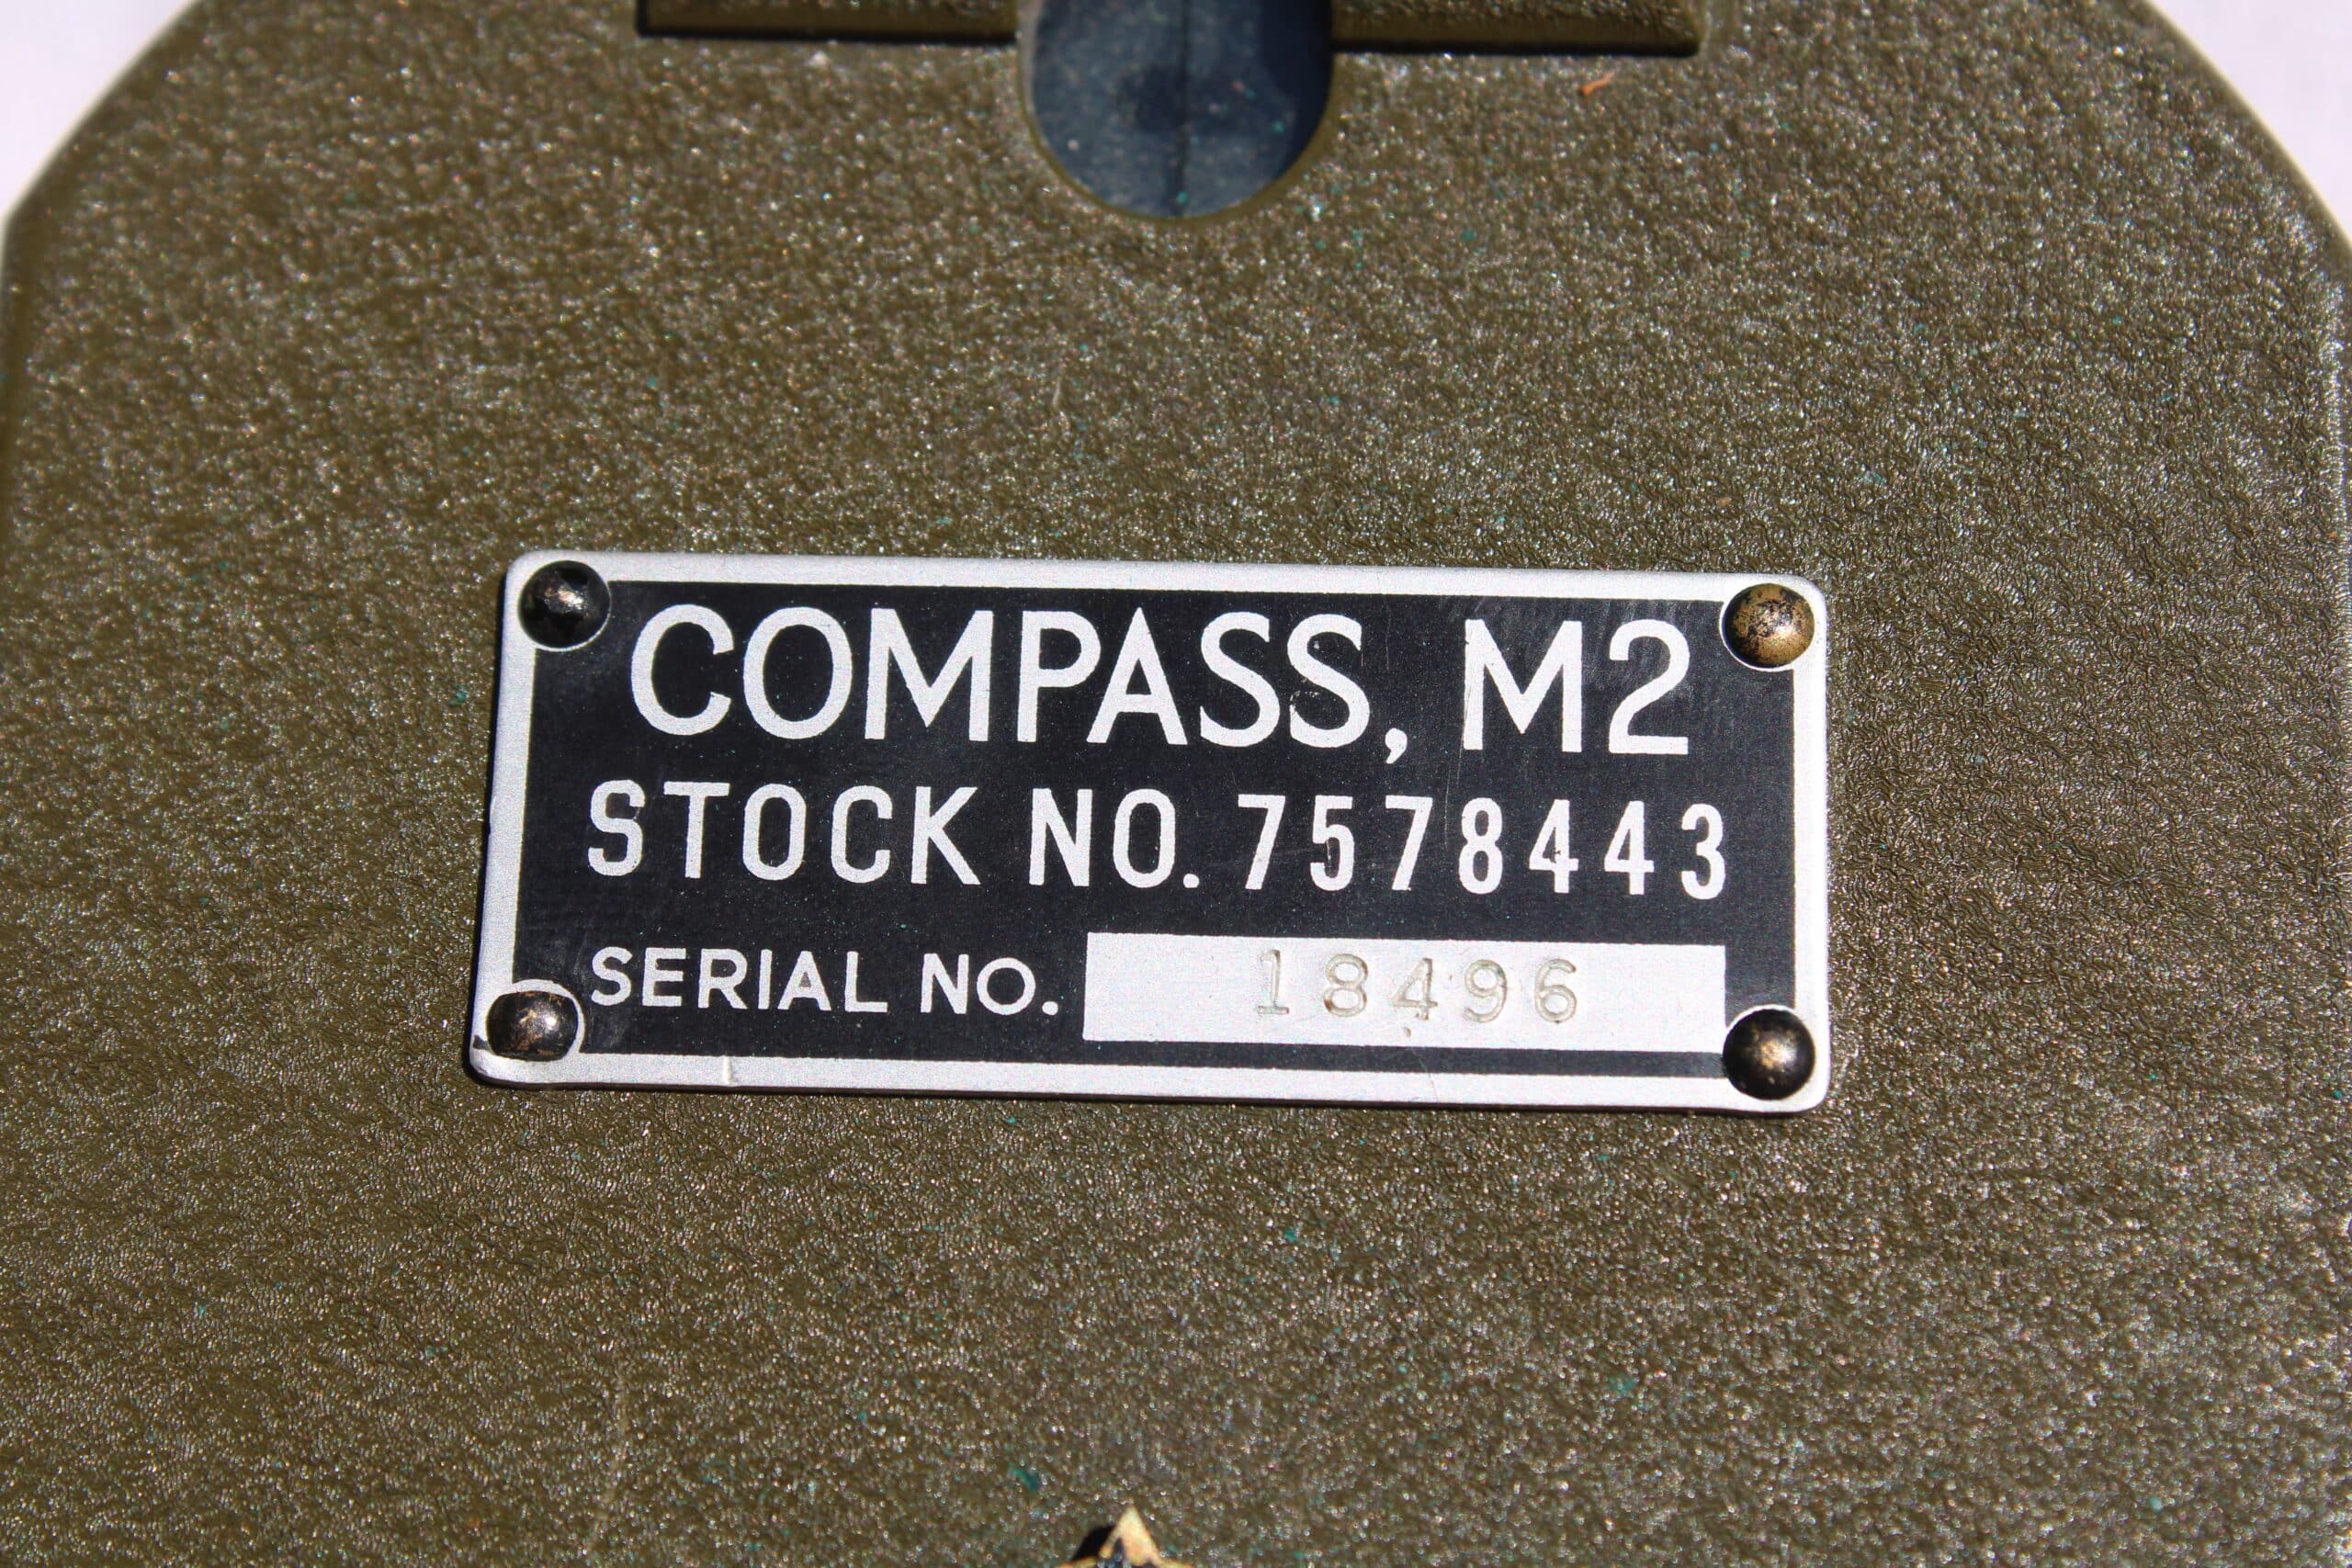 COMPASS, M2
STOCK NO. 7578443
SERIAL NO. 18496